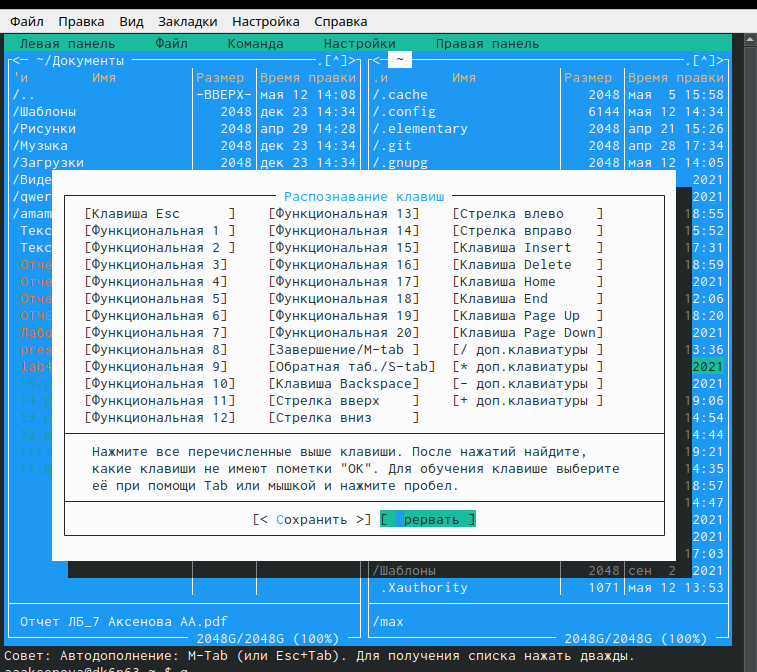 Файл Правка Вид Закладки Настройка Справка
Левая панель Файл Команда Настройки Правая панель
<— ~/Документы .[^]> <— ~ .[^]>
'и Имя Размер Время правки .и Имя Размер Время правки
/.. -ВВЕРХ- мая 12 14:08 /.cache 2048 мая 5 15:58
/Шаблоны 2048 дек 23 14:34 /.config 6144 мая 12 14:34
/Рисунки 2048 апр 29 14:28 /.elementary 2048 апр 21 15:26
/Музыка 2048 дек 23 14:34 /.git 2048 апр 28 17:34
/Загрузки 2048 дек 23 14:34 /.gnupg 2048 мая 12 14:05
/Виде 2021
/qwer Распознавание клавиш 2021
/amam [Клавиша Esc ] [Функциональная 13] [Стрелка влево ] 18:55
Текс [Функциональная 1 ] [Функциональная 14] [Стрелка вправо ] 15:52
Текс [Функциональная 2 ] [Функциональная 15] [Клавиша Insert ] 17:31
Отче [Функциональная 3] [Функциональная 16] [Клавиша Delete ] 18:59
Отче [Функциональная 4] [Функциональная 17] [Клавиша Home ] 2021
Отче [Функциональная 5] [Функциональная 18] [Клавиша End ] 12:06
ОТЧЕ [Функциональная 6] [Функциональная 19] [Клавиша Page Up ] 18:20
Лабо [Функциональная 7] [Функциональная 20] [Клавиша Page Down] 2021
pres [Функциональная 8] [Завершение/M-tab ] [/ доп.клавиатуры ] 13:36
lab4 [Функциональная 9] [Обратная таб./S-tab] [* доп.клавиатуры ] 2021
15.p [Функциональная 10] [Клавиша Backspace] [- доп.клавиатуры ] 2021
14.p [Функциональная 11] [Стрелка вверх ] [+ доп.клавиатуры ] 19:06
13.p [Функциональная 12] [Стрелка вниз ] 14:54
12.p 14:44
11. Нажмите все перечисленные выше клавиши. После нажатий найдите, 19:21
11.p какие клавиши не имеют пометки "OK". Для обучения клавише выберите 14:35
её при помощи Tab или мышкой и нажмите пробел. 18:57
14:47
[< Сохранить >] [ Прервать ] 2021
2021
17:03
/Шаблоны 2048 сен 2 2021
.Xauthority 1071 мая 12 13:53
Отчет ЛБ_7 Аксенова АА.pdf /max
2048G/2048G (100%) 2048G/2048G (100%)
Совет: Автодополнение: M-Tab (или Esc+Tab). Для получения списка нажать дважды.